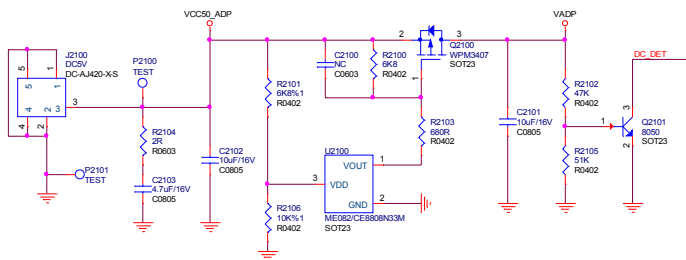 VCC50_ADP
VADP
J2100
DC5V
DC-AJ420-X-S
5
1
5
1
4
2
3
3
4
2
P2100
TEST
P2101
TEST
R2104
2R
R0603
C2103
4.7uF/16V
C0805
C2102
10uF/16V
C0805
R2101
6K8%1
R0402
R2106
10K%1
R0402
C2100
NC
C0603
R2100
6K8
R0402
2
3
1
Q2100
WPM3407
SOT23
R2103
680R
R0402
U2100
VOUT
1
3
VDD
GND
2
ME082/CE8808N33M
SOT23
C2101
10uF/16V
C0805
R2102
47K
R0402
R2105
51K
R0402
DC_DET
3
1
2
Q2101
8050
SOT23